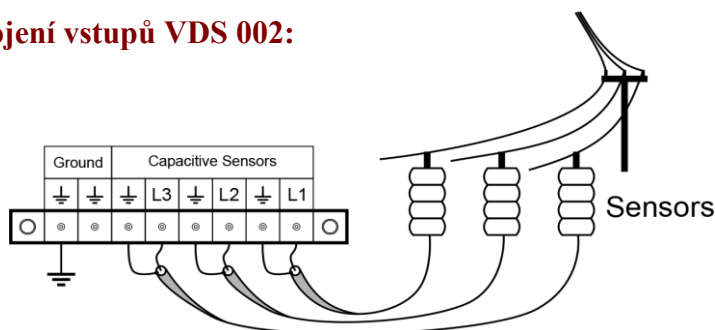 ojení vstupů VDS 002:
Ground Capacitive Sensors
L3 L2 L1
Sensors